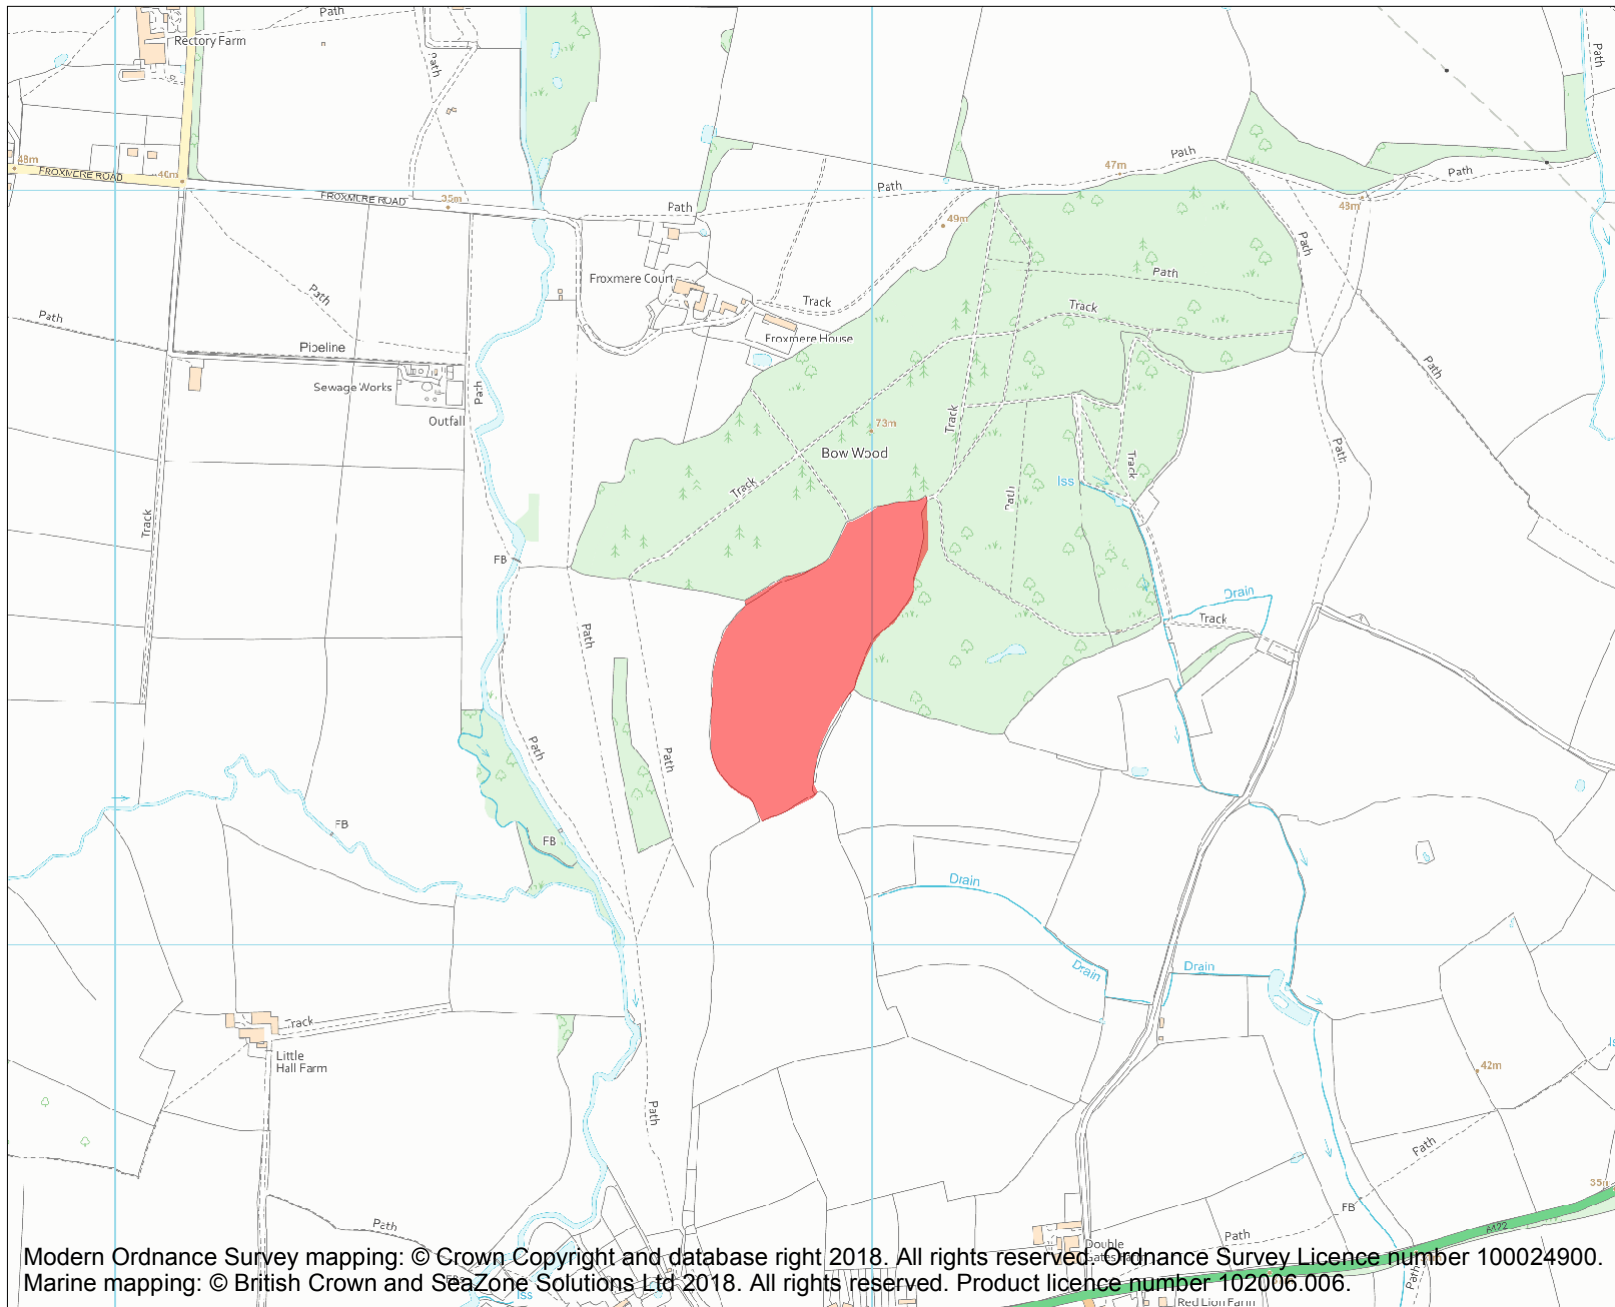 Path
Rectory Farm
Path
Path
48m
FROXMERE ROAD
40m
FROXMERE ROAD
35m
Path
Path
47m
Path
Path
43m
49m
Path
Path
Froxmere Court
Path
Track
Track
Froxmere House
Path
Path
Pipeline
Sewage Works
Path
Outfall
Track
73m
Bow Wood
Path
Track
Iss
Track
Path
Track
FB
Drain
Track
Path
Path
Path
FB
FB
Drain
Drain
Drain
Track
Little
Hall Farm
42m
Path
Path
35m
FB
Path
Path
A422
Double
Path
Modern Ordnance Survey mapping: © Crown Copyright and database right 2018. All rights reserved. Ordnance Survey Licence number 100024900.
Marine mapping: © British Crown and SeaZone Solutions Ltd 2018. All rights reserved. Product licence number 102006.006.
Iss
Red Lion Farm